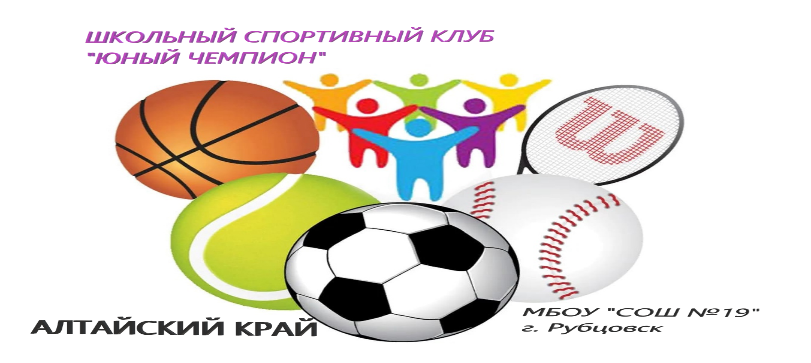 ШКОЛЬНЫЙ СПОРТИВНЫЙ КЛУБ
"ЮНЫЙ ЧЕМПИОН"
W
АЛТАЙСКИЙ КРАЙ
МБОУ "СОШ №19"
г. Рубцовск